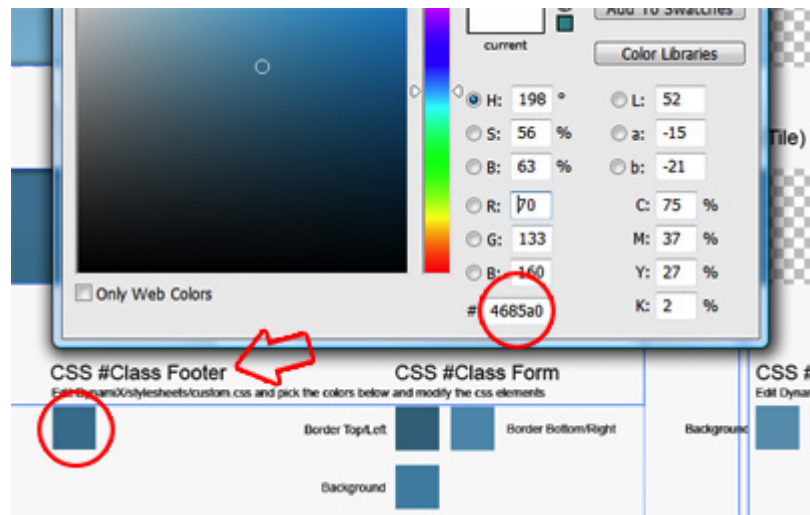 Add To Swatches
current
Color Libraries
H: 198 °
L: 52
S: 56 %
a: -15
Tile)
B: 63 %
b: -21
R: 70
C: 75 %
G: 133
M: 37 %
B: 160
Y: 27 %
Only Web Colors
# 4685a0
K: 2 %
CSS #Class Footer
CSS #Class Form
CSS #
Edit DynamiX/stylesheets/custom.css and pick the colors below and modify the css elements
Edit Dynam
Border Top/Left
Border Bottom/Right
Background
Background